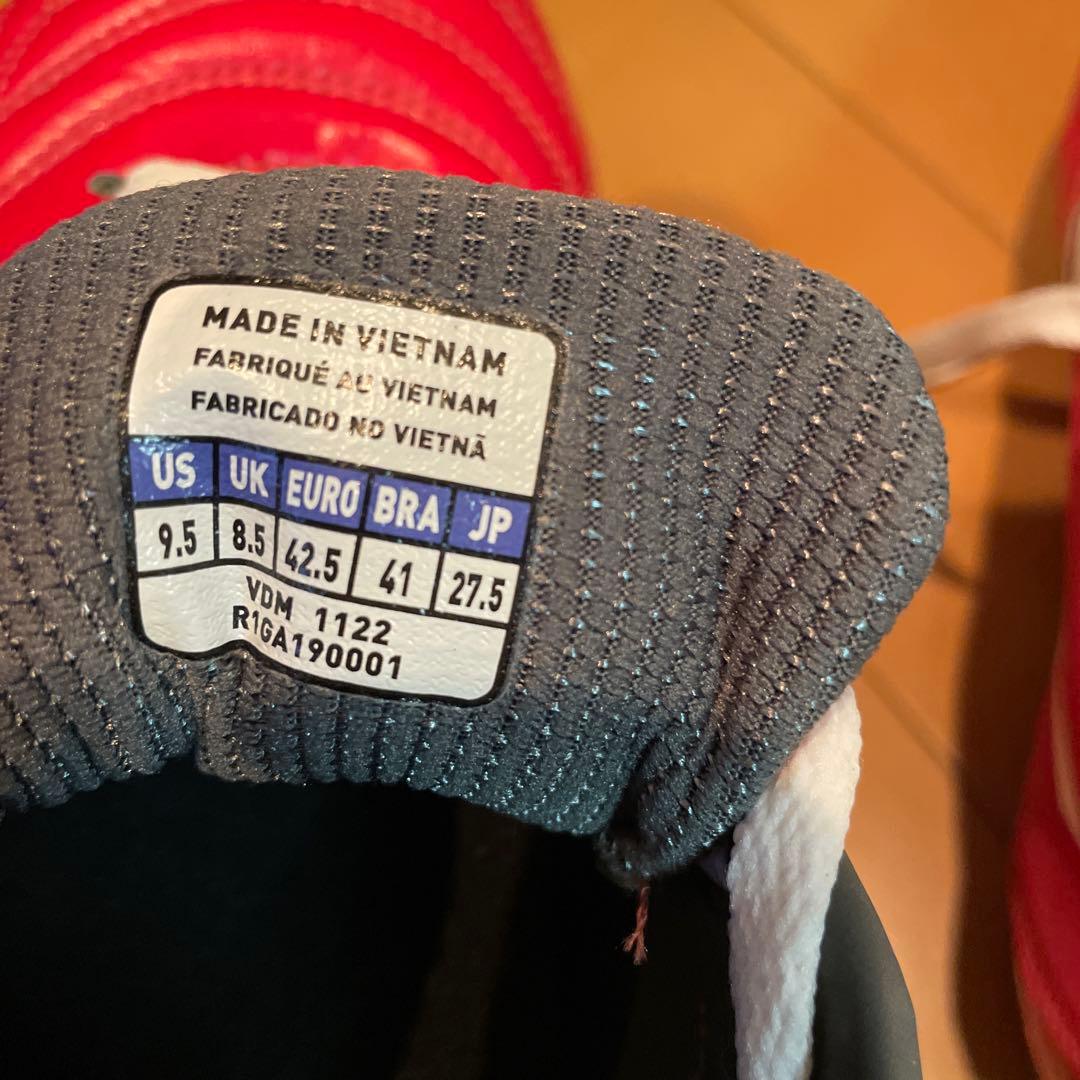 MADE IN VIETNAM
FABRIQUÉ AU VIETNAM
FABRICADO NO VIETNÃ
US UK EURO BRA JP
9.5 8.5 42.5 41 27.5
VDM 1122
R1GA190001